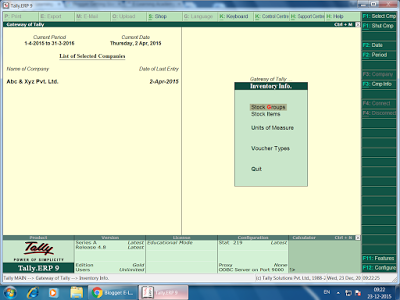 Tally.ERP 9
P: Print E: Export M: E-Mail O: Upload S: Shop G: Language K: Keyboard K: Control Centre H: Support Centre H: Help
Gateway of Tally Ctrl + M
F1: Select Cmp
F1: Shut Cmp
F2: Date
F2: Period
F3: Company
F3: Cmp Info
F4: Connect
F4: Disconnect
F11: Features
F12: Configure
Current Period Current Date
1-4-2015 to 31-3-2016 Thursday, 2 Apr, 2015
List of Selected Companies
Name of Company Date of Last Entry
Abc & Xyz Pvt. Ltd. 2-Apr-2015
Gateway of Tally ...
Inventory Info.
Stock Groups
Stock Items
Units of Measure
Voucher Types
Quit
Product Version License Configuration Calculator Ctrl + N
Tally
POWER OF SIMPLICITY
Tally.ERP 9
Series A Latest
Release 4.8 Latest
Edition Gold
Users Unlimited
Educational Mode
Stat 219 Latest
Proxy None
ODBC Server on Port 9000
1>
Tally MAIN --> Gateway of Tally --> Inventory Info. (c) Tally Solutions Pvt. Ltd., 1988-2 Wed, 23 Dec, 20 09:22:25
Blogger: E-L... Tally.ERP 9
EN
09:22
23-12-2015